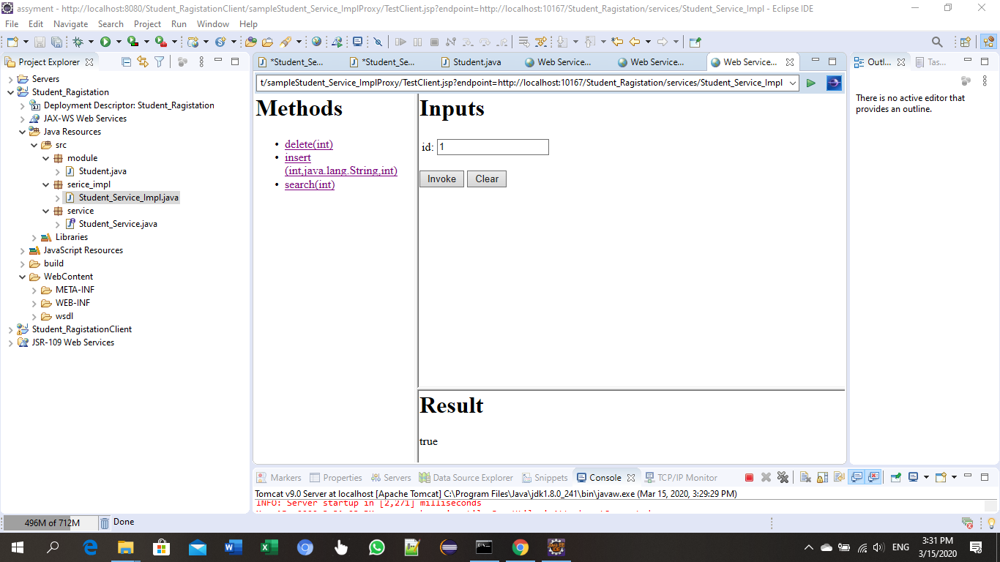 assyment - http://localhost:8080/Student_RagistationClient/sampleStudent_Service_ImplProxy/TestClient.jsp?endpoint=http://localhost:10167/Student_Ragistation/services/Student_Service_Impl - Eclipse IDE
File Edit Navigate Search Project Run Window Help
Project Explorer
Servers
Student_Ragistation
Deployment Descriptor: Student_Ragistation
JAX-WS Web Services
Java Resources
src
module
Student.java
serice_impl
Student_Service_Impl.java
service
Student_Service.java
Libraries
JavaScript Resources
build
WebContent
META-INF
WEB-INF
wsdl
Student_RagistationClient
JSR-109 Web Services
*Student_Se... *Student_Se... Student.java Web Service... Web Service... Web Service...
t/sampleStudent_Service_ImplProxy/TestClient.jsp?endpoint=http://localhost:10167/Student_Ragistation/services/Student_Service_Impl
Methods
• delete(int)
• insert
(int,java.lang.String,int)
• search(int)
Inputs
id: 1
Invoke Clear
Result
true
Outl... Tas...
There is no active editor that
provides an outline.
Markers Properties Servers Data Source Explorer Snippets Console TCP/IP Monitor
Tomcat v9.0 Server at localhost [Apache Tomcat] C:\Program Files\Java\jdk1.8.0_241\bin\javaw.exe (Mar 15, 2020, 3:29:29 PM)
INFO: Server startup in [2,271] milliseconds
496M of 712M Done
ENG
3:31 PM
3/15/2020